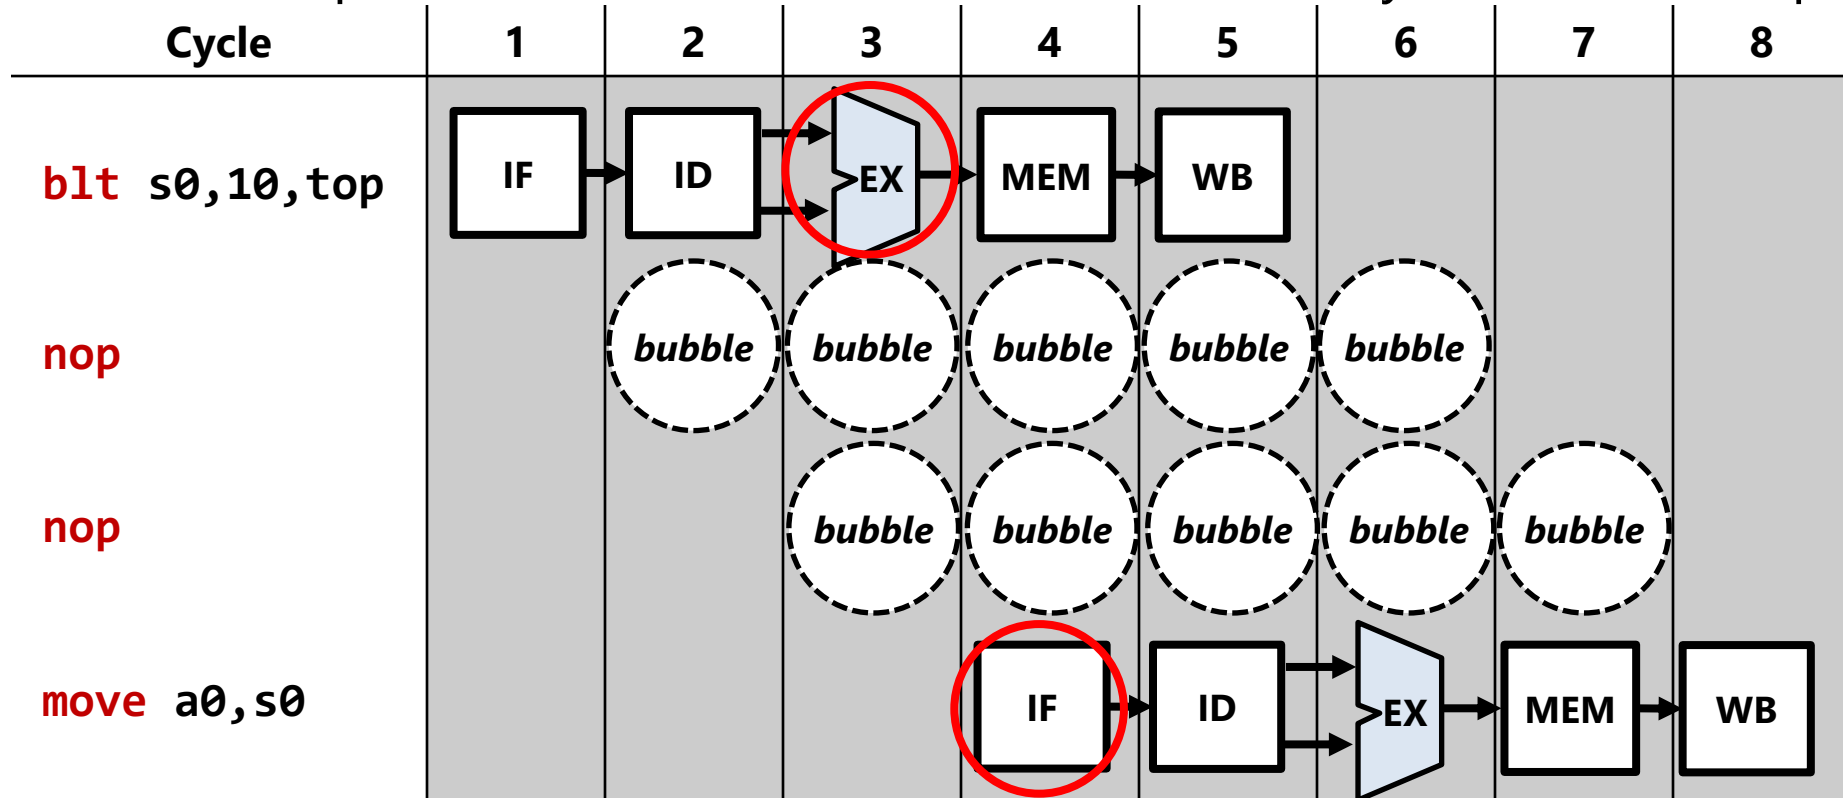 Cycle 1 2 3 4 5 6 7 8
blt s0,10,top IF ID EX MEM WB
nop bubble bubble bubble bubble bubble
nop bubble bubble bubble bubble bubble
move a0,s0 IF ID EX MEM WB